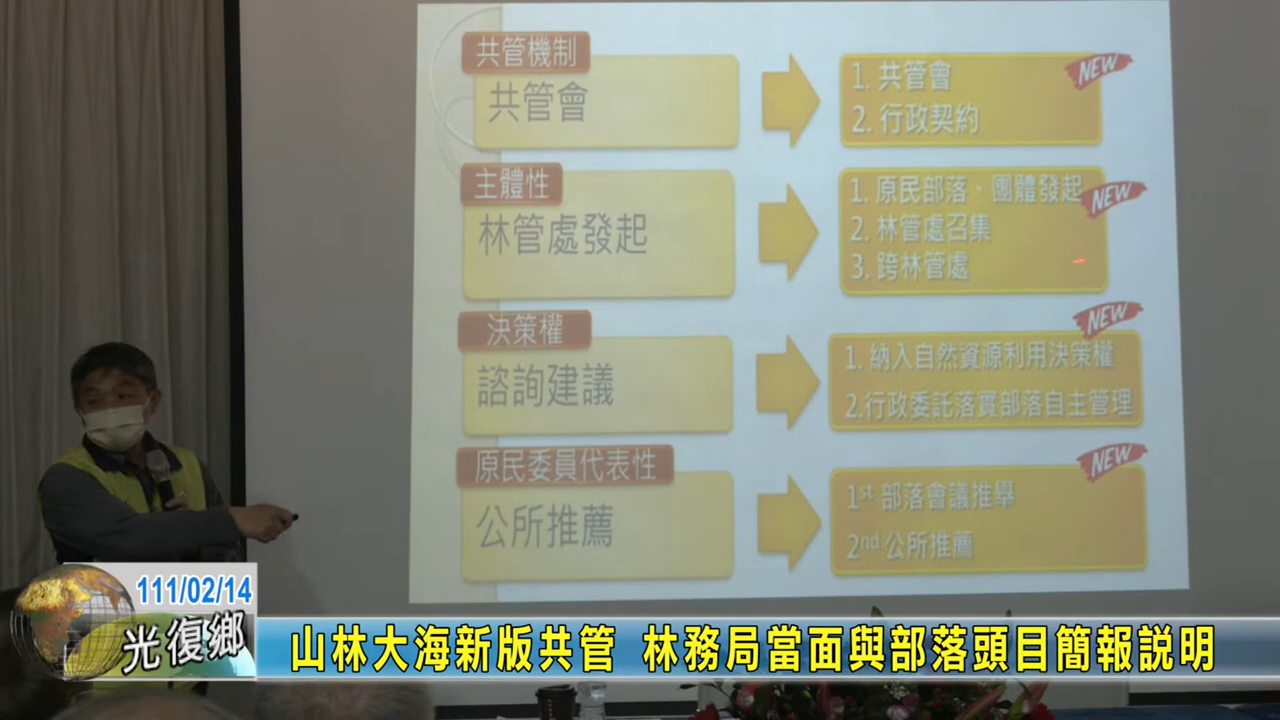 共管機制
共管會
1. 共管會
2. 行政契約
NEW
主體性
林管處發起
1. 原民部落、團體發起
2. 林管處召集
3. 跨林管處
NEW
決策權
諮詢建議
1. 納入自然資源利用決策權
2.行政委託落實部落自主管理
NEW
原民委員代表性
公所推薦
1st 部落會議推舉
2nd 公所推薦
NEW
111/02/14
光復鄉
山林大海新版共管 林務局當面與部落頭目簡報説明